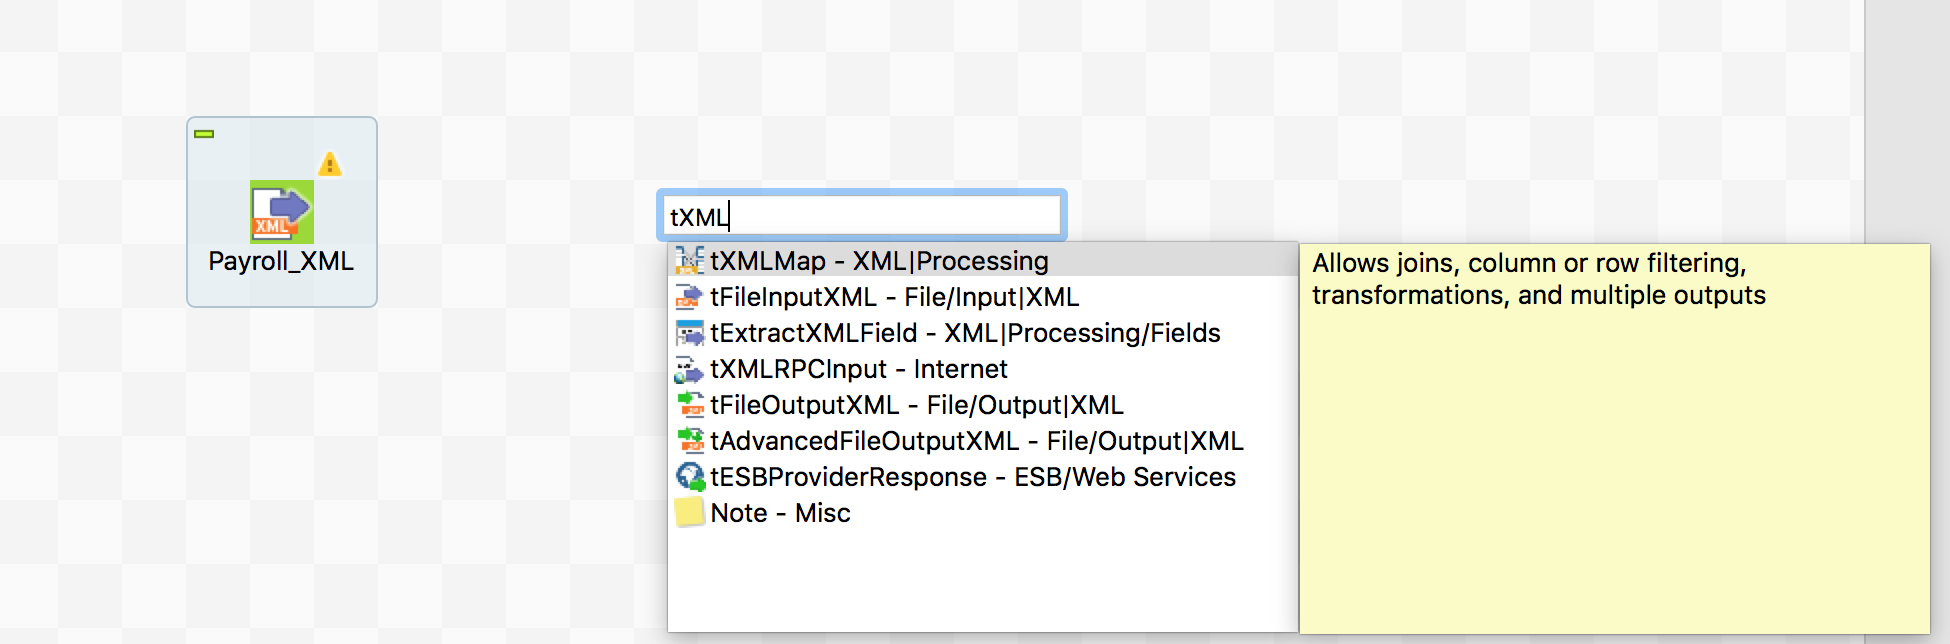 XML
Payroll_XML
tXML
tXMLMap - XML|Processing
tFileInputXML - File/Input|XML
tExtractXMLField - XML|Processing/Fields
tXMLRPCInput - Internet
tFileOutputXML - File/Output|XML
tAdvancedFileOutputXML - File/Output|XML
tESBProviderResponse - ESB/Web Services
Note - Misc
Allows joins, column or row filtering,
transformations, and multiple outputs